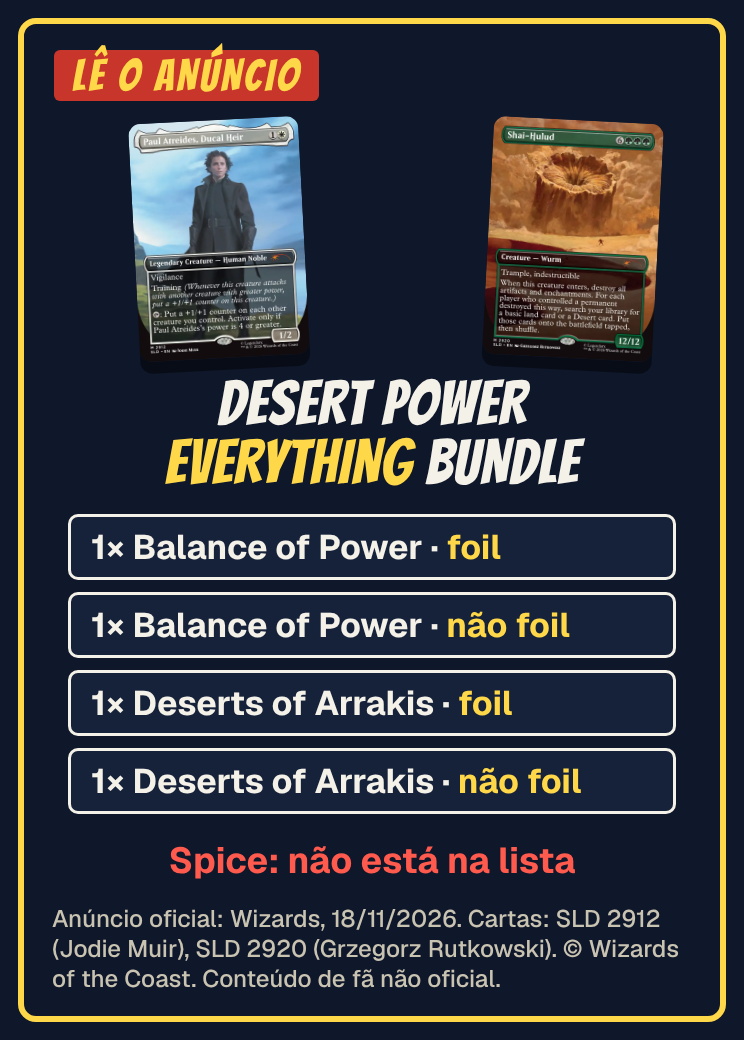 LÊ O ANÚNCIO
Paul Atreides, Ducal Heir
1
Legendary Creature — Human Noble
Vigilance
Training (Whenever this creature attacks
with another creature with greater power,
put a +1/+1 counter on this creature.)
: Put a +1/+1 counter on each other
creature you control. Activate only if
Paul Atreides's power is 4 or greater.
1/2
Shai-Hulud
6
Creature — Wurm
Trample, indestructible
When this creature enters, destroy all
artifacts and enchantments. For each
player who controlled a permanent
destroyed this way, search your library for
a basic land card or a Desert card. Put
those cards onto the battlefield tapped,
then shuffle.
12/12
DESERT POWER
EVERYTHING BUNDLE
1× Balance of Power · foil
1× Balance of Power · não foil
1× Deserts of Arrakis · foil
1× Deserts of Arrakis · não foil
Spice: não está na lista
Anúncio oficial: Wizards, 18/11/2026. Cartas: SLD 2912
(Jodie Muir), SLD 2920 (Grzegorz Rutkowski). © Wizards
of the Coast. Conteúdo de fã não oficial.